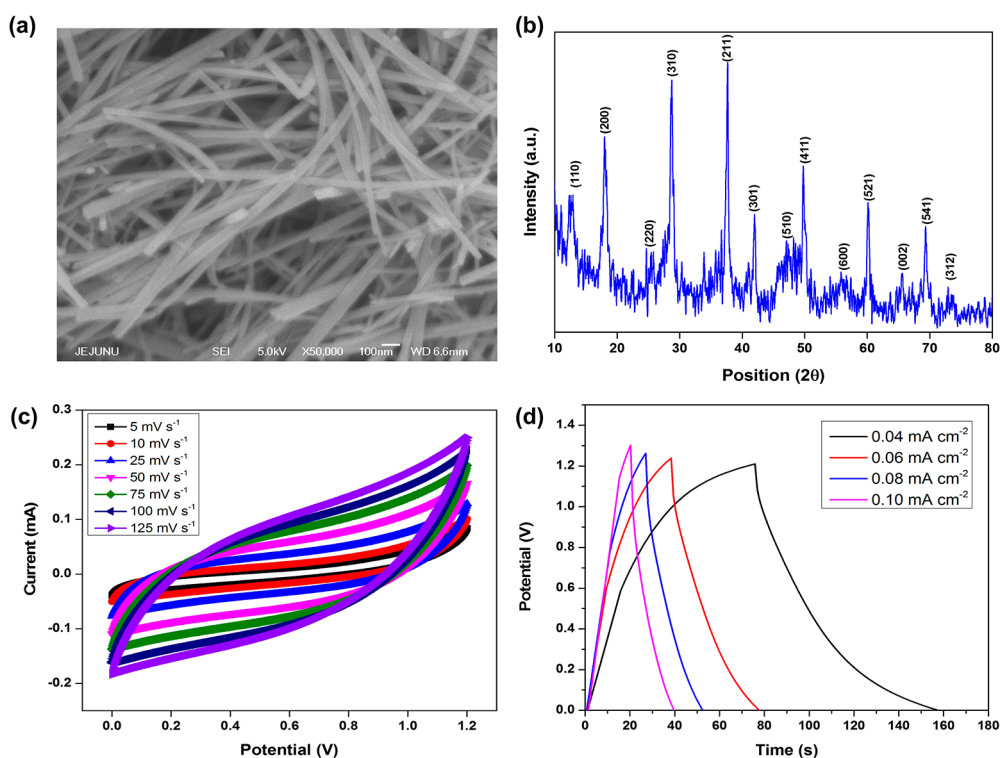 (a)
JEJUNU SEI 5.0kV X50,000 100nm WD 6.6mm
(b)
Intensity (a.u.)
(110)
(200)
(220)
(310)
(211)
(301)
(510)
(411)
(600)
(521)
(002)
(541)
(312)
10 20 30 40 50 60 70 80
Position (2θ)
(c)
Current (mA)
0.3
0.2
0.1
0.0
-0.1
-0.2
5 mV s⁻¹
10 mV s⁻¹
25 mV s⁻¹
50 mV s⁻¹
75 mV s⁻¹
100 mV s⁻¹
125 mV s⁻¹
0.0 0.2 0.4 0.6 0.8 1.0 1.2
Potential (V)
(d)
Potential (V)
1.4
1.2
1.0
0.8
0.6
0.4
0.2
0.0
0.04 mA cm⁻²
0.06 mA cm⁻²
0.08 mA cm⁻²
0.10 mA cm⁻²
0 20 40 60 80 100 120 140 160 180
Time (s)